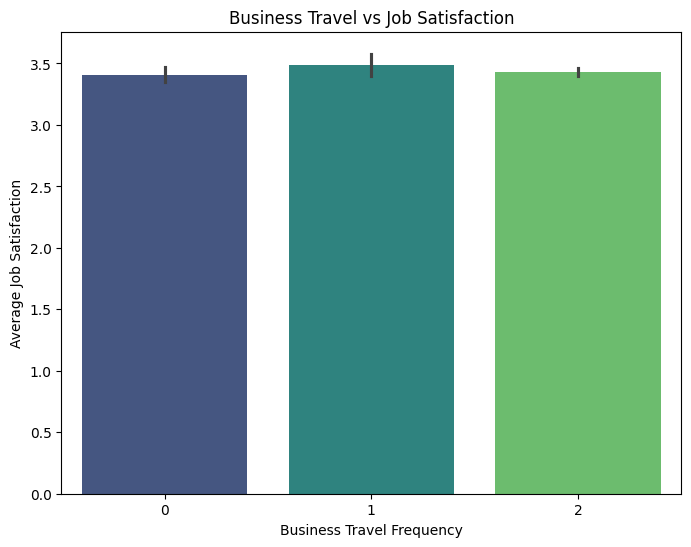 Business Travel vs Job Satisfaction
Average Job Satisfaction
3.5
3.0
2.5
2.0
1.5
1.0
0.5
0.0
0 1 2
Business Travel Frequency